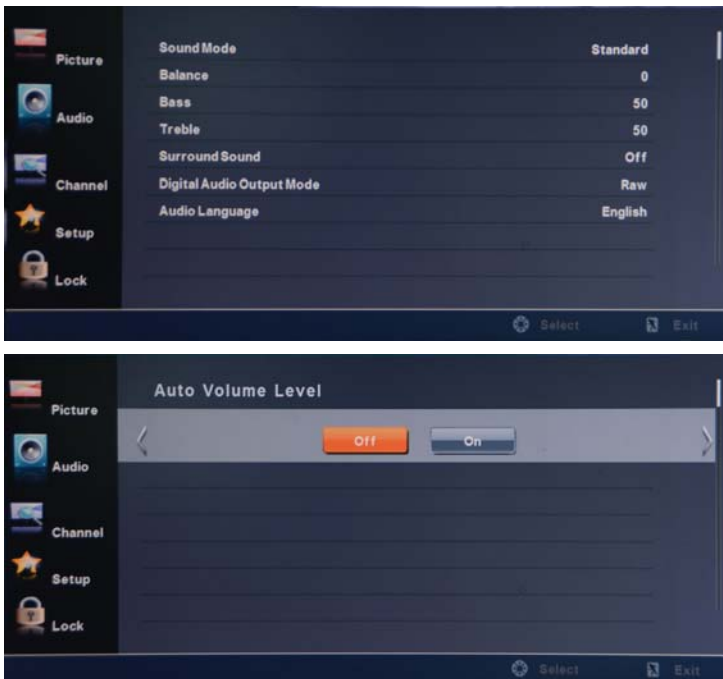 Picture
Audio
Channel
Setup
Lock
Sound Mode Standard
Balance 0
Bass 50
Treble 50
Surround Sound Off
Digital Audio Output Mode Raw
Audio Language English
Select Exit
Picture
Audio
Channel
Setup
Lock
Auto Volume Level
Off On
Select Exit